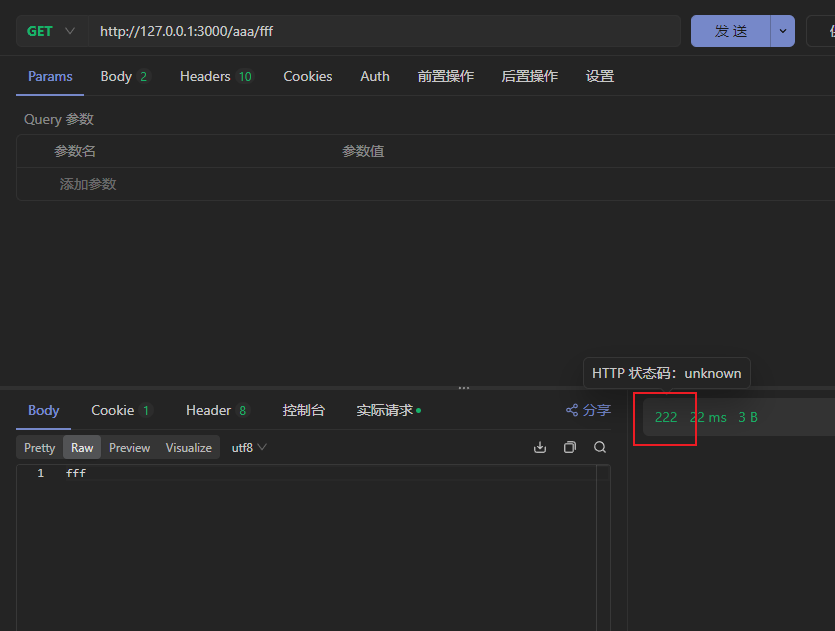 GET http://127.0.0.1:3000/aaa/fff 发 送
Params Body 2 Headers 10 Cookies Auth 前置操作 后置操作 设置
Query 参数
参数名 参数值
添加参数
HTTP 状态码：unknown
Body Cookie 1 Header 8 控制台 实际请求 分享
222 22 ms 3 B
Pretty Raw Preview Visualize utf8
1 fff